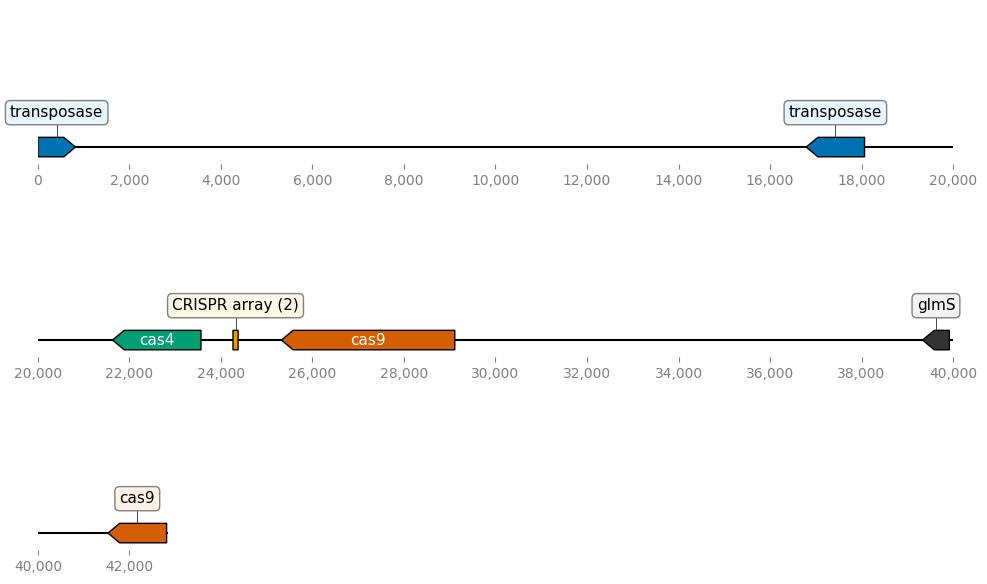 transposase transposase
0 2,000 4,000 6,000 8,000 10,000 12,000 14,000 16,000 18,000 20,000
CRISPR array (2) glmS
cas4 cas9
20,000 22,000 24,000 26,000 28,000 30,000 32,000 34,000 36,000 38,000 40,000
cas9
40,000 42,000